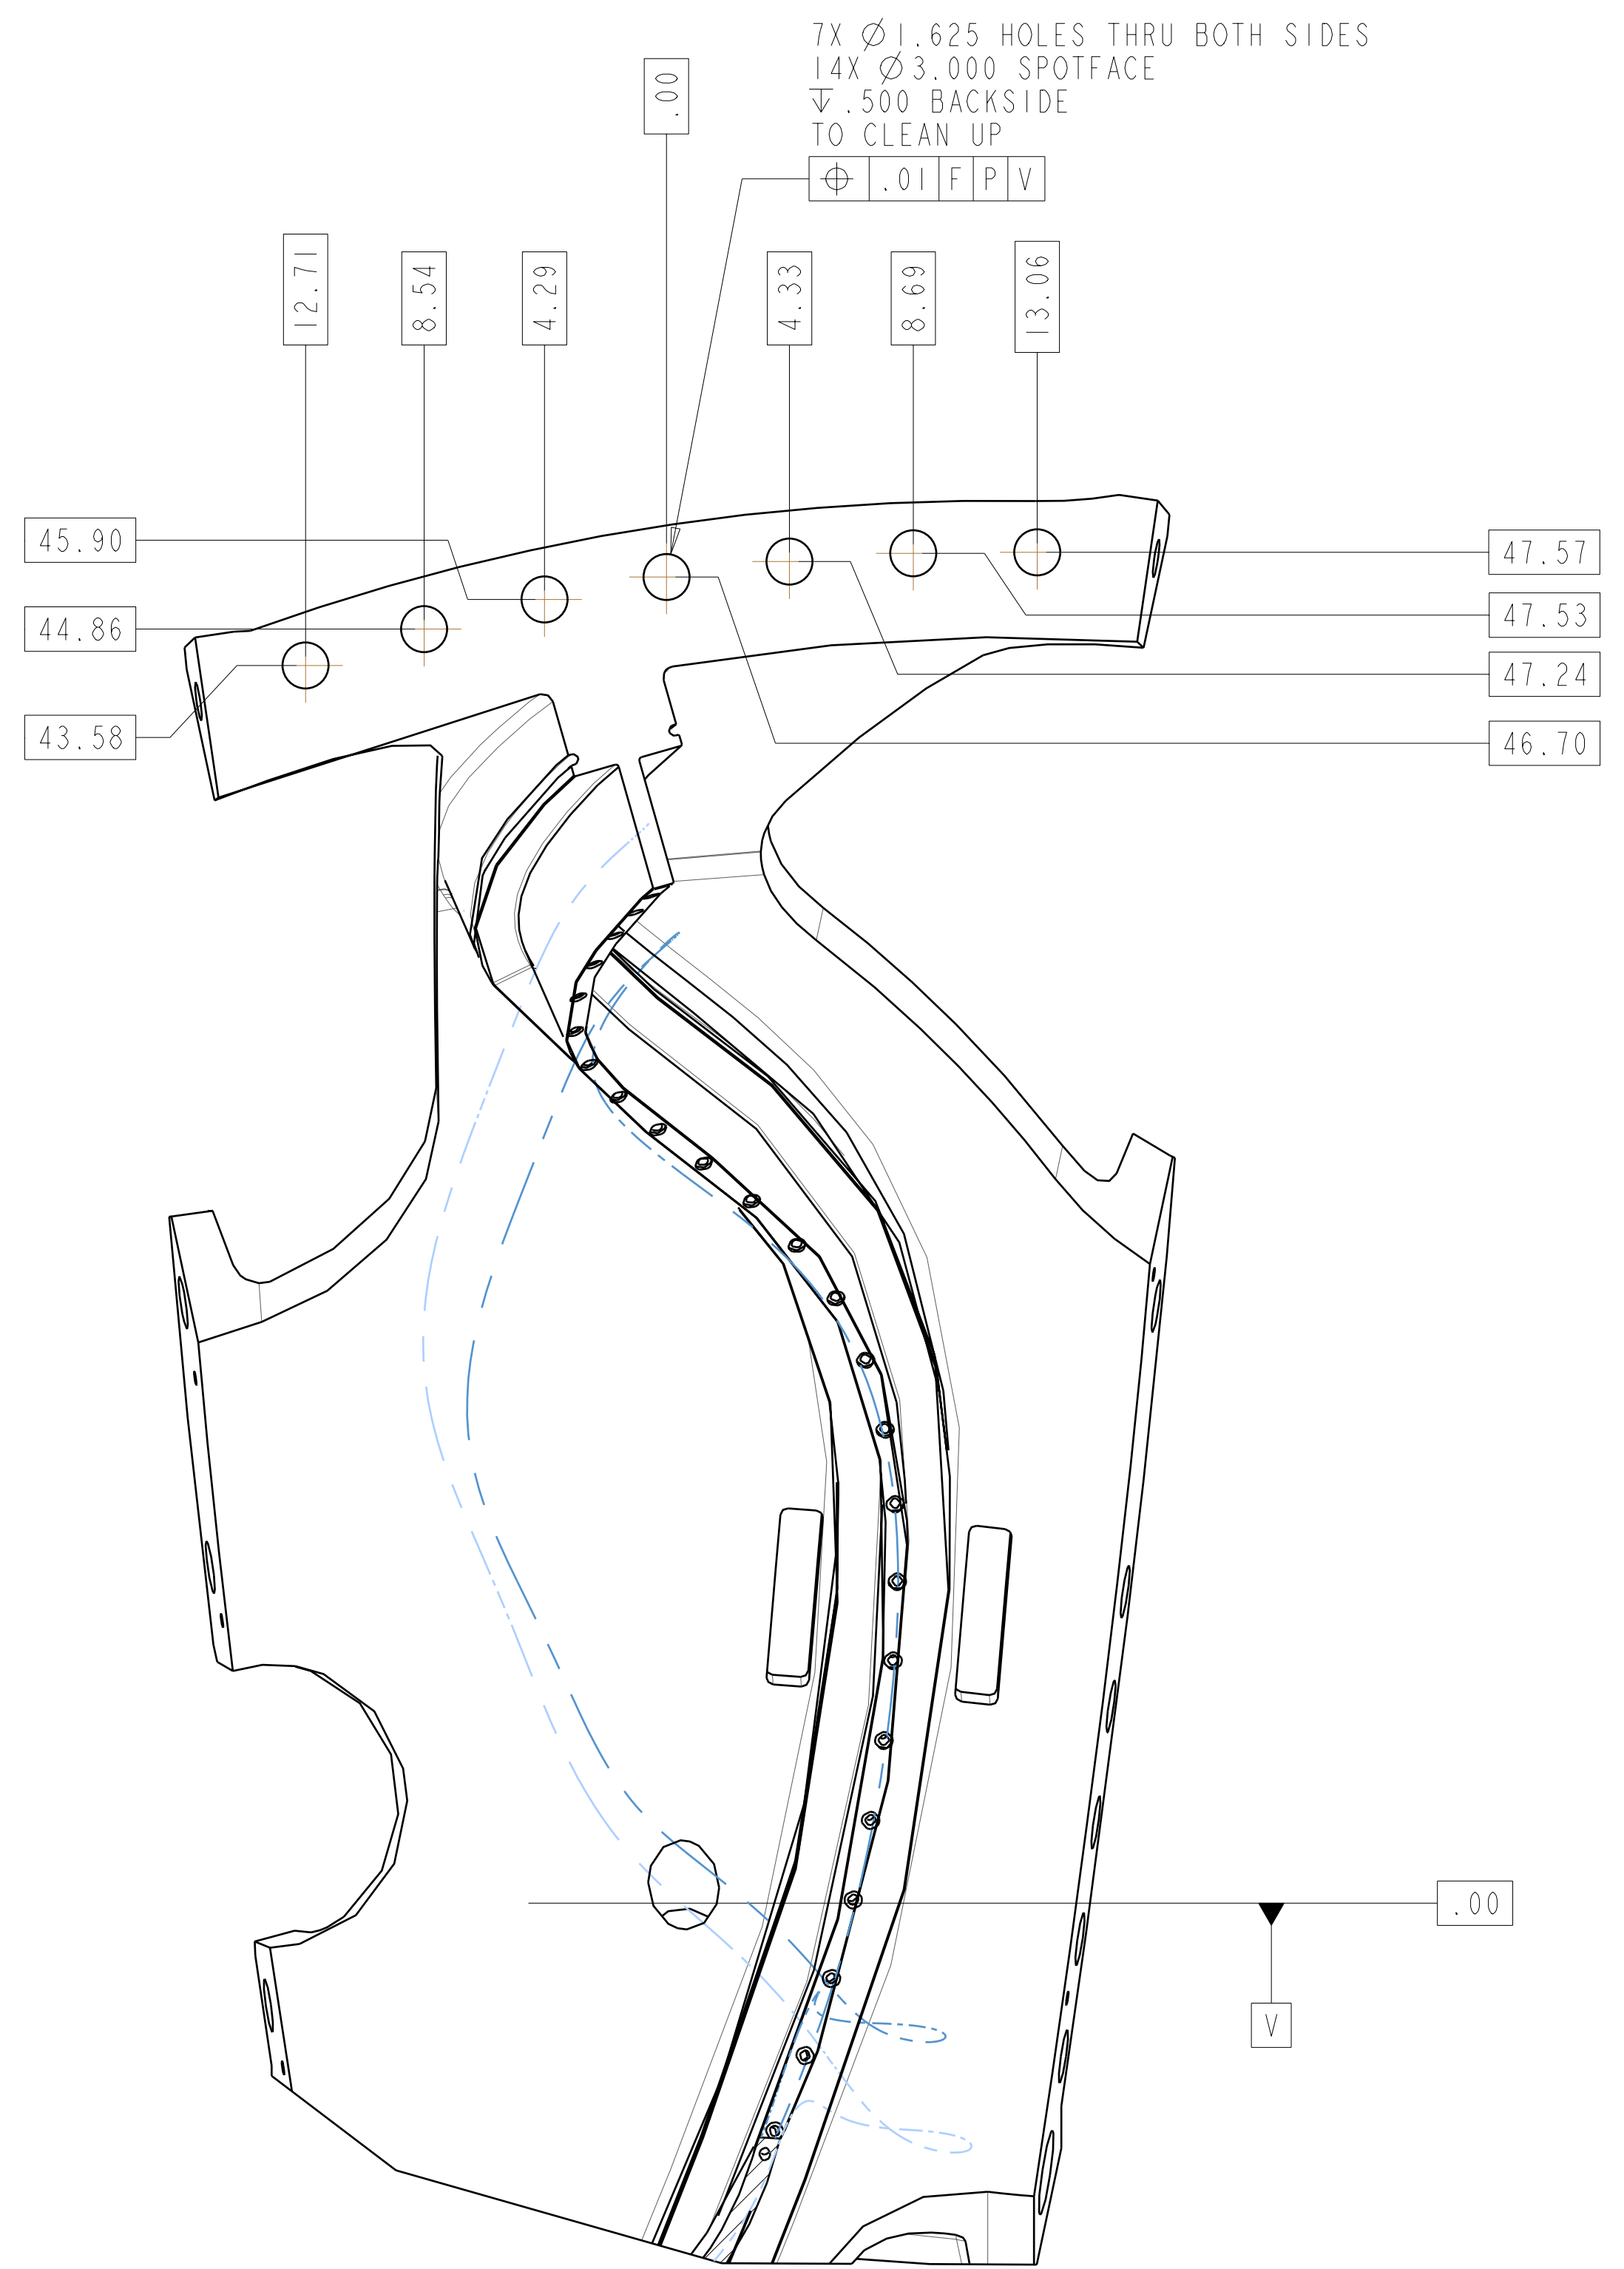 7X Ø1.625 HOLES THRU BOTH SIDES
14X Ø3.000 SPOTFACE
↧.500 BACKSIDE
TO CLEAN UP
⌖ .01 F P V
.00
12.71
8.54
4.29
4.33
8.69
13.06
45.90
44.86
43.58
47.57
47.53
47.24
46.70
.00
V